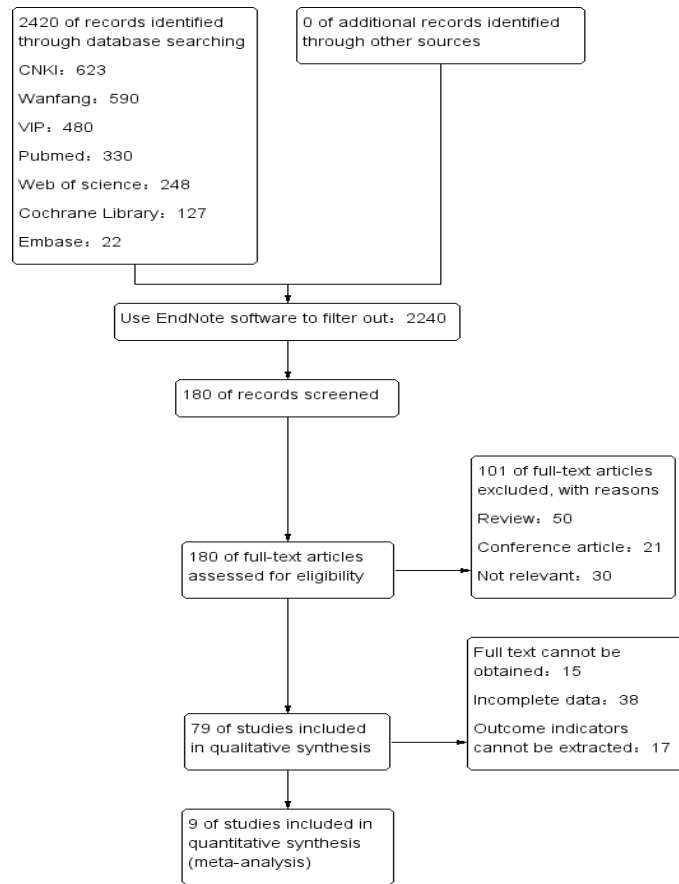 2420 of records identified
through database searching
CNKI：623
Wanfang：590
VIP：480
Pubmed：330
Web of science：248
Cochrane Library：127
Embase：22
0 of additional records identified
through other sources
Use EndNote software to filter out：2240
180 of records screened
101 of full-text articles
excluded, with reasons
Review：50
Conference article：21
Not relevant：30
180 of full-text articles
assessed for eligibility
Full text cannot be
obtained：15
Incomplete data：38
Outcome indicators
cannot be extracted：17
79 of studies included
in qualitative synthesis
9 of studies included in
quantitative synthesis
(meta-analysis)